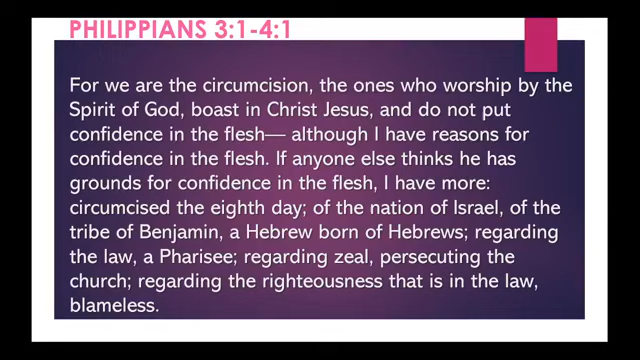 PHILIPPIANS 3:1-4:1
For we are the circumcision, the ones who worship by the
Spirit of God, boast in Christ Jesus, and do not put
confidence in the flesh— although I have reasons for
confidence in the flesh. If anyone else thinks he has
grounds for confidence in the flesh, I have more:
circumcised the eighth day; of the nation of Israel, of the
tribe of Benjamin, a Hebrew born of Hebrews; regarding
the law, a Pharisee; regarding zeal, persecuting the
church; regarding the righteousness that is in the law,
blameless.